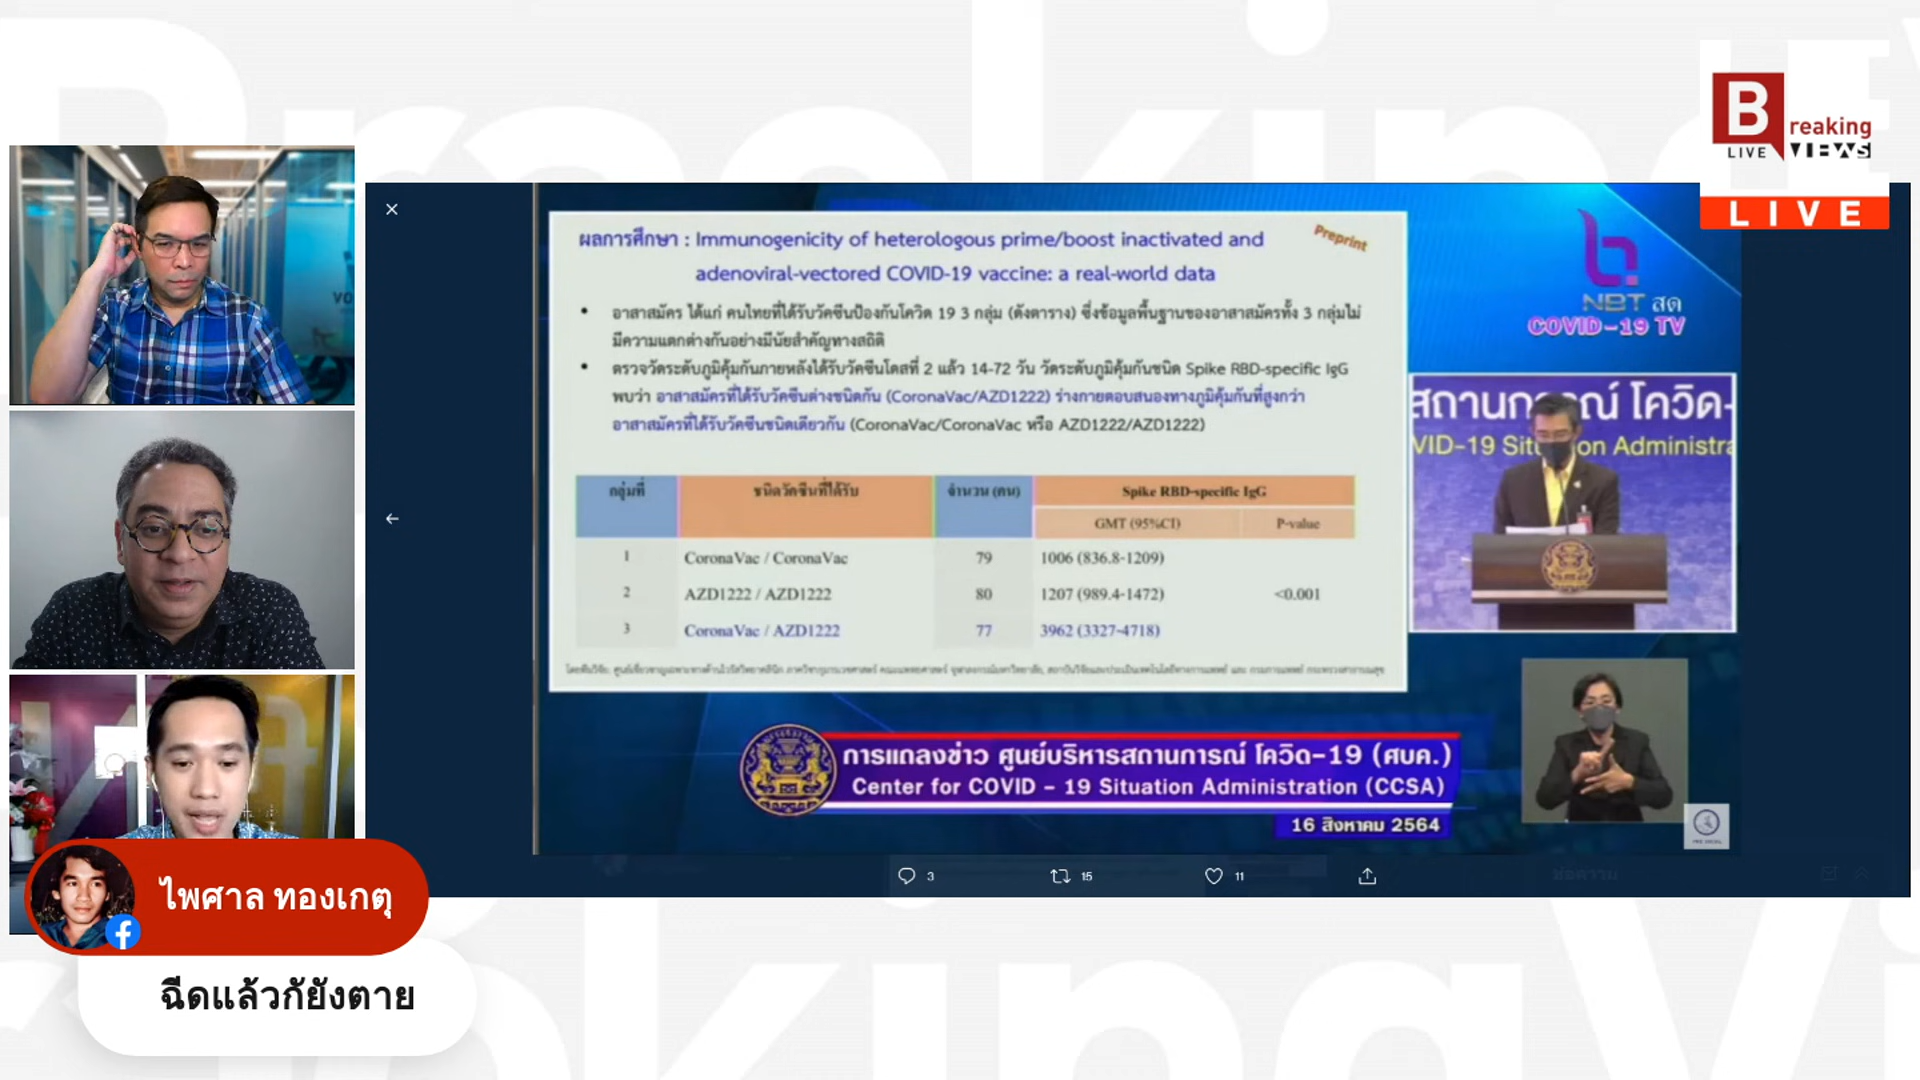 B
reaking
LIVE
VIEWS
LIVE
ผลการศึกษา : Immunogenicity of heterologous prime/boost inactivated and
adenoviral-vectored COVID-19 vaccine: a real-world data
Preprint
• อาสาสมัคร ได้แก่ คนไทยที่ได้รับวัคซีนป้องกันโควิด 19 3 กลุ่ม (ดังตาราง) ซึ่งข้อมูลพื้นฐานของอาสาสมัครทั้ง 3 กลุ่มไม่
มีความแตกต่างกันอย่างมีนัยสำคัญทางสถิติ
• ตรวจวัดระดับภูมิคุ้มกันภายหลังได้รับวัคซีนโดสที่ 2 แล้ว 14-72 วัน วัดระดับภูมิคุ้มกันชนิด Spike RBD-specific IgG
พบว่า อาสาสมัครที่ได้รับวัคซีนต่างชนิดกัน (CoronaVac/AZD1222) ร่างกายตอบสนองทางภูมิคุ้มกันที่สูงกว่า
อาสาสมัครที่ได้รับวัคซีนชนิดเดียวกัน (CoronaVac/CoronaVac หรือ AZD1222/AZD1222)
กลุ่มที่ ชนิดวัคซีนที่ได้รับ จำนวน (คน) Spike RBD-specific IgG
GMT (95%CI) P-value
1 CoronaVac / CoronaVac 79 1006 (836.8-1209)
2 AZD1222 / AZD1222 80 1207 (989.4-1472) <0.001
3 CoronaVac / AZD1222 77 3962 (3327-4718)
NBT สด
COVID-19 TV
สถานการณ์ โควิด-
VID-19 Situation Administra
การแถลงข่าว ศูนย์บริหารสถานการณ์ โควิด-19 (ศบค.)
Center for COVID - 19 Situation Administration (CCSA)
16 สิงหาคม 2564
3 15 11
ไพศาล ทองเกตุ
ฉีดแล้วกัยังตาย